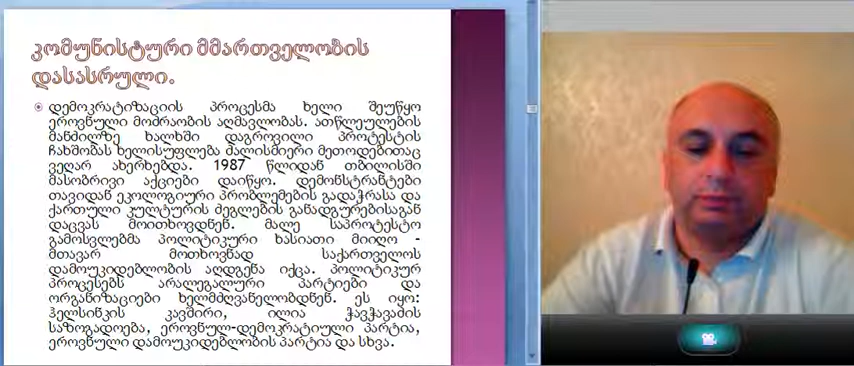 კომუნისტური მმართველობის
დასასრული.
დემოკრატიზაციის პროცესმა ხელი შეუწყო
ეროვნული მოძრაობის აღმავლობას. ათწლეულების
მანძილზე ხალხში დაგროვილი პროტესტის
ჩახშობას ხელისუფლება ძალისმიერი მეთოდებითაც
ვეღარ ახერხებდა. 1987 წლიდან თბილისში
მასობრივი აქციები დაიწყო. დემონსტრანტები
თავიდან ეკოლოგიური პრობლემების გადაჭრასა და
ქართული კულტურის ძეგლების განადგურებისაგან
დაცვას მოითხოვდნენ. მალე საპროტესტო
გამოსვლებმა პოლიტიკური ხასიათი მიიღო -
მთავარ მოთხოვნად საქართველოს
დამოუკიდებლობის აღდგენა იქცა. პოლიტიკურ
პროცესებს არალეგალური პარტიები და
ორგანიზაციები ხელმძღვანელობდნენ. ეს იყო:
ჰელსინკის კავშირი, ილია ჭავჭავაძის
საზოგადოება, ეროვნულ-დემოკრატიული პარტია,
ეროვნული დამოუკიდებლობის პარტია და სხვა.